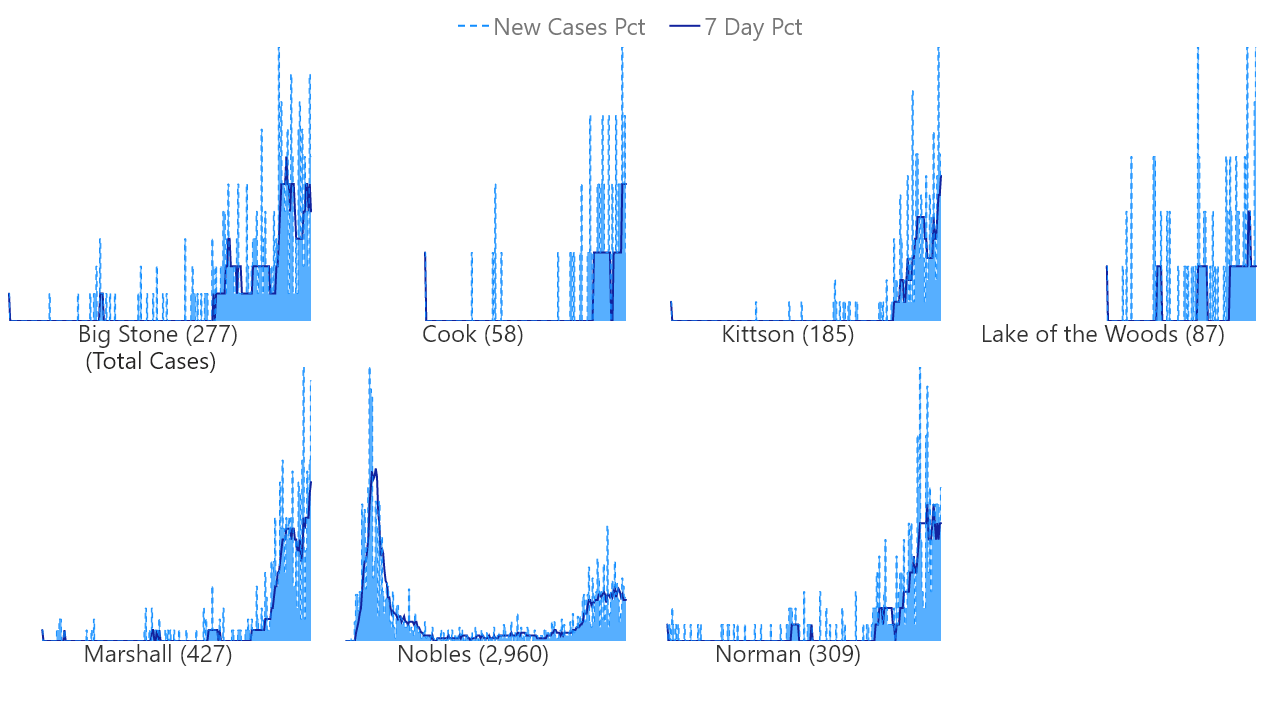 New Cases Pct 7 Day Pct
Big Stone (277)
(Total Cases)
Cook (58)
Kittson (185)
Lake of the Woods (87)
Marshall (427)
Nobles (2,960)
Norman (309)